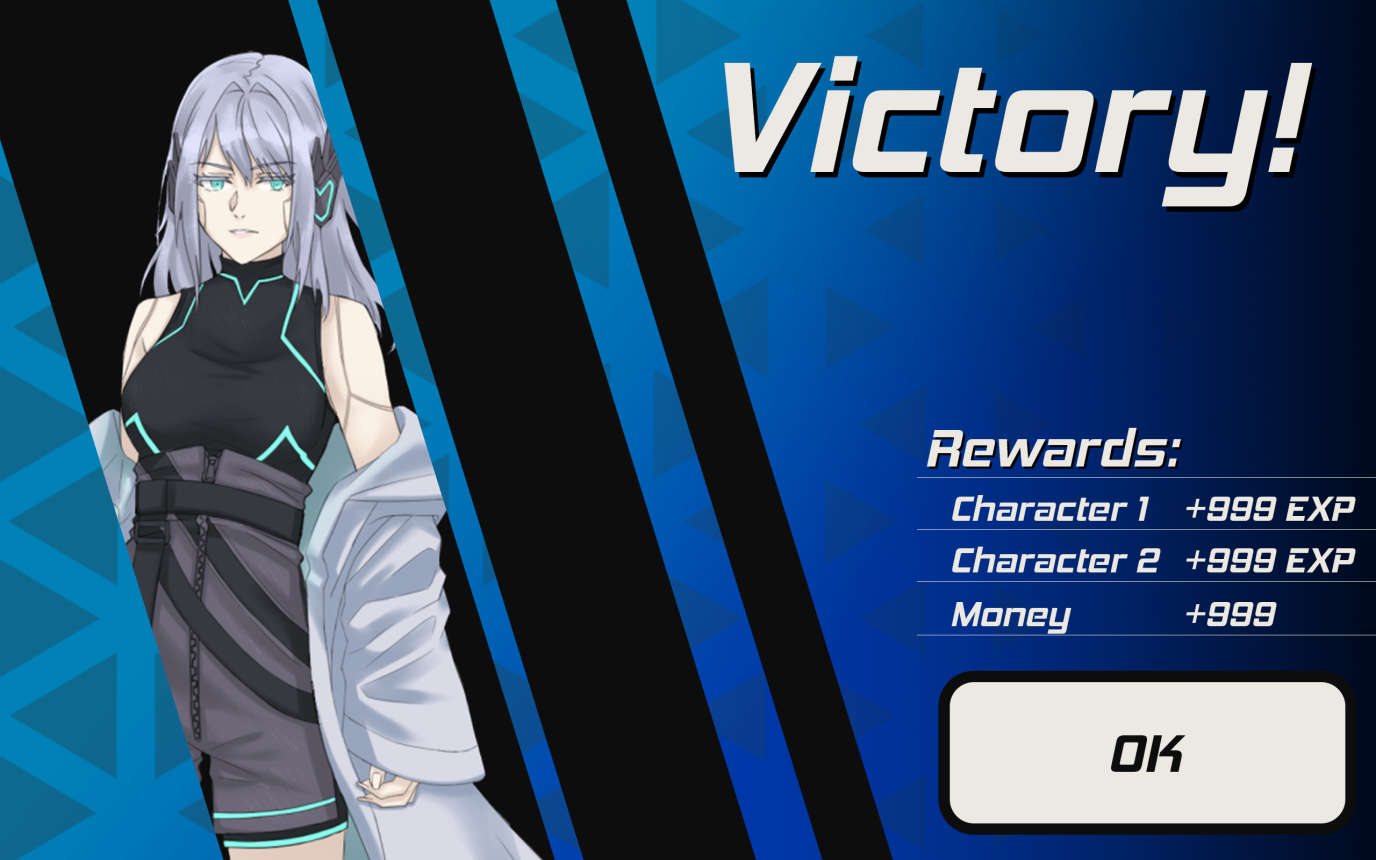 Victory!
Rewards:
Character 1 +999 EXP
Character 2 +999 EXP
Money +999
OK